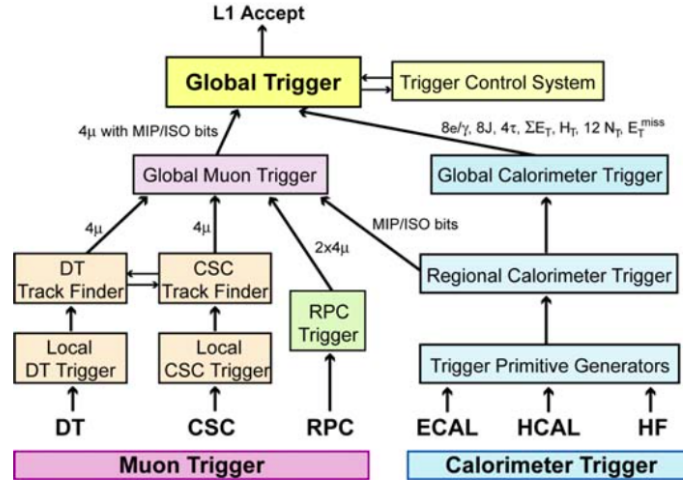 L1 Accept
Global Trigger
Trigger Control System
4μ with MIP/ISO bits
8e/γ, 8J, 4τ, ΣE_T, H_T, 12 N_T, E_T^miss
Global Muon Trigger
Global Calorimeter Trigger
4μ
4μ
2x4μ
MIP/ISO bits
DT
Track Finder
CSC
Track Finder
Regional Calorimeter Trigger
RPC
Trigger
Local
DT Trigger
Local
CSC Trigger
Trigger Primitive Generators
DT
CSC
RPC
ECAL
HCAL
HF
Muon Trigger
Calorimeter Trigger